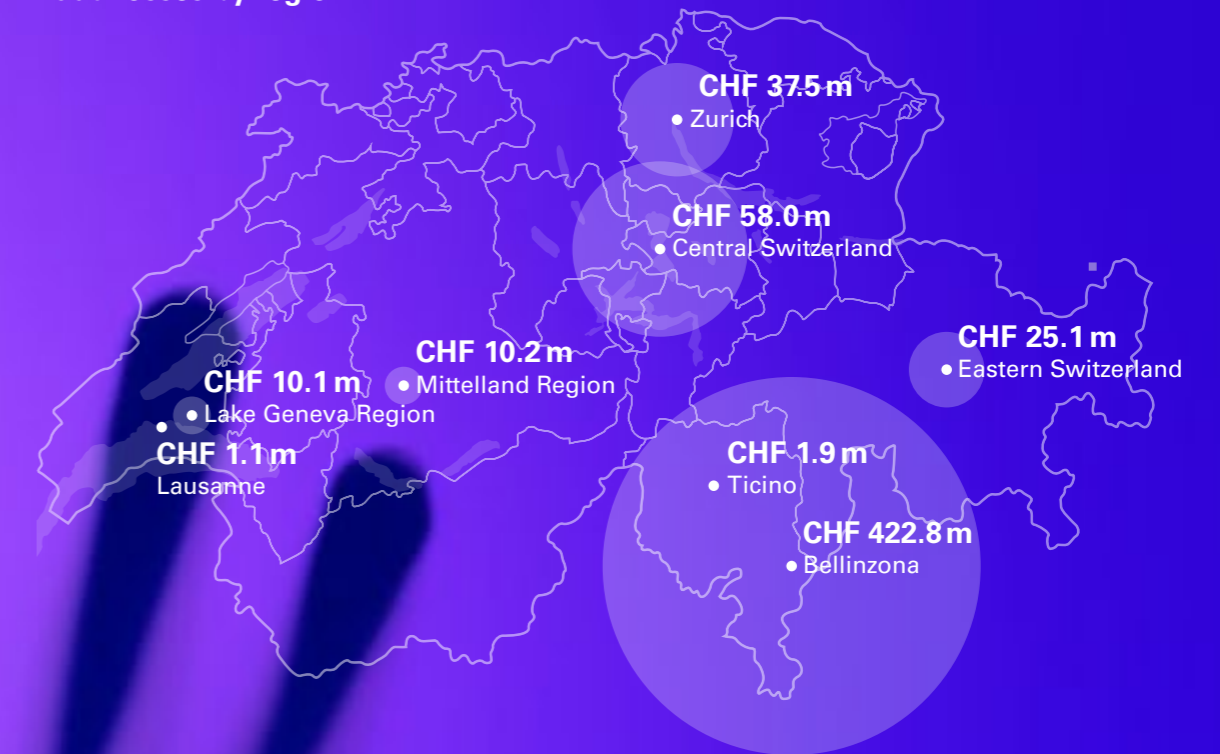 CHF 37.5 m
Zurich
CHF 58.0 m
Central Switzerland
CHF 25.1 m
Eastern Switzerland
CHF 10.2 m
Mittelland Region
CHF 10.1 m
Lake Geneva Region
CHF 1.1 m
Lausanne
CHF 1.9 m
Ticino
CHF 422.8 m
Bellinzona